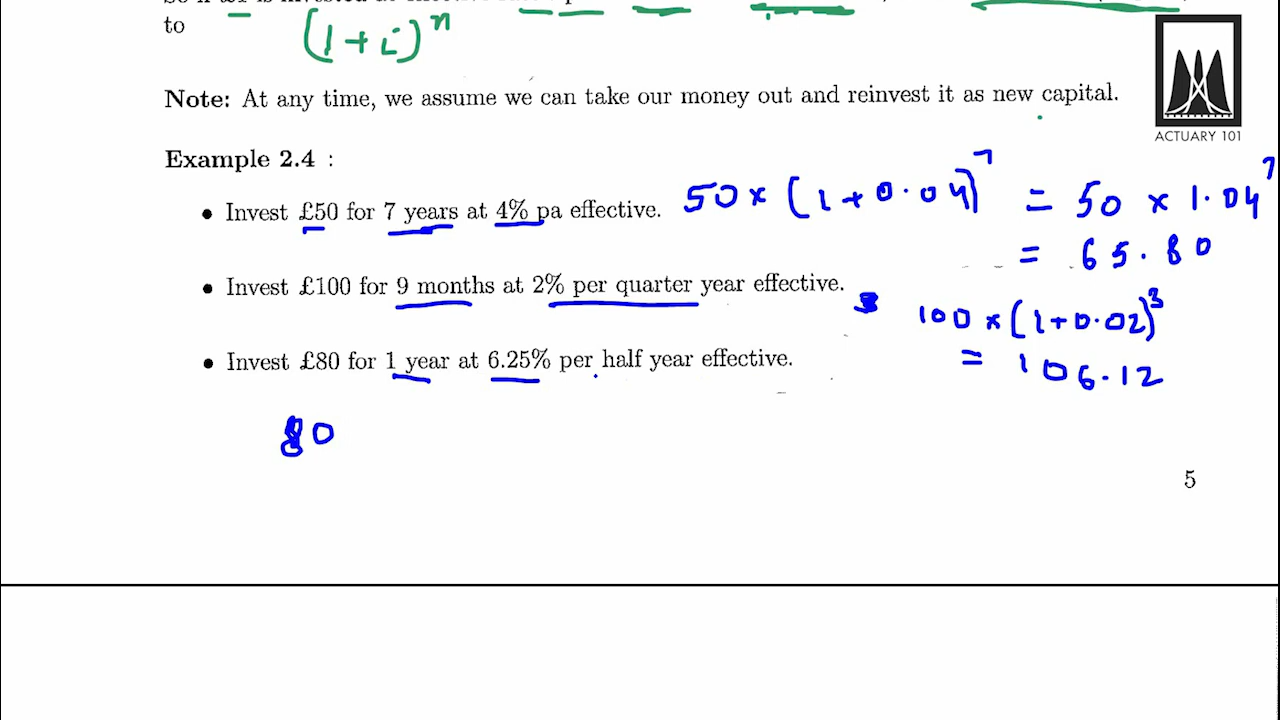 to
(1+i)^n
Note: At any time, we assume we can take our money out and reinvest it as new capital.
ACTUARY 101
Example 2.4 :
• Invest £50 for 7 years at 4% pa effective. 50 × (1+0.04)^7 = 50 × 1.04^7
= 65.80
• Invest £100 for 9 months at 2% per quarter year effective. 3 100 × (1+0.02)^3
= 106.12
• Invest £80 for 1 year at 6.25% per half year effective.
80
5